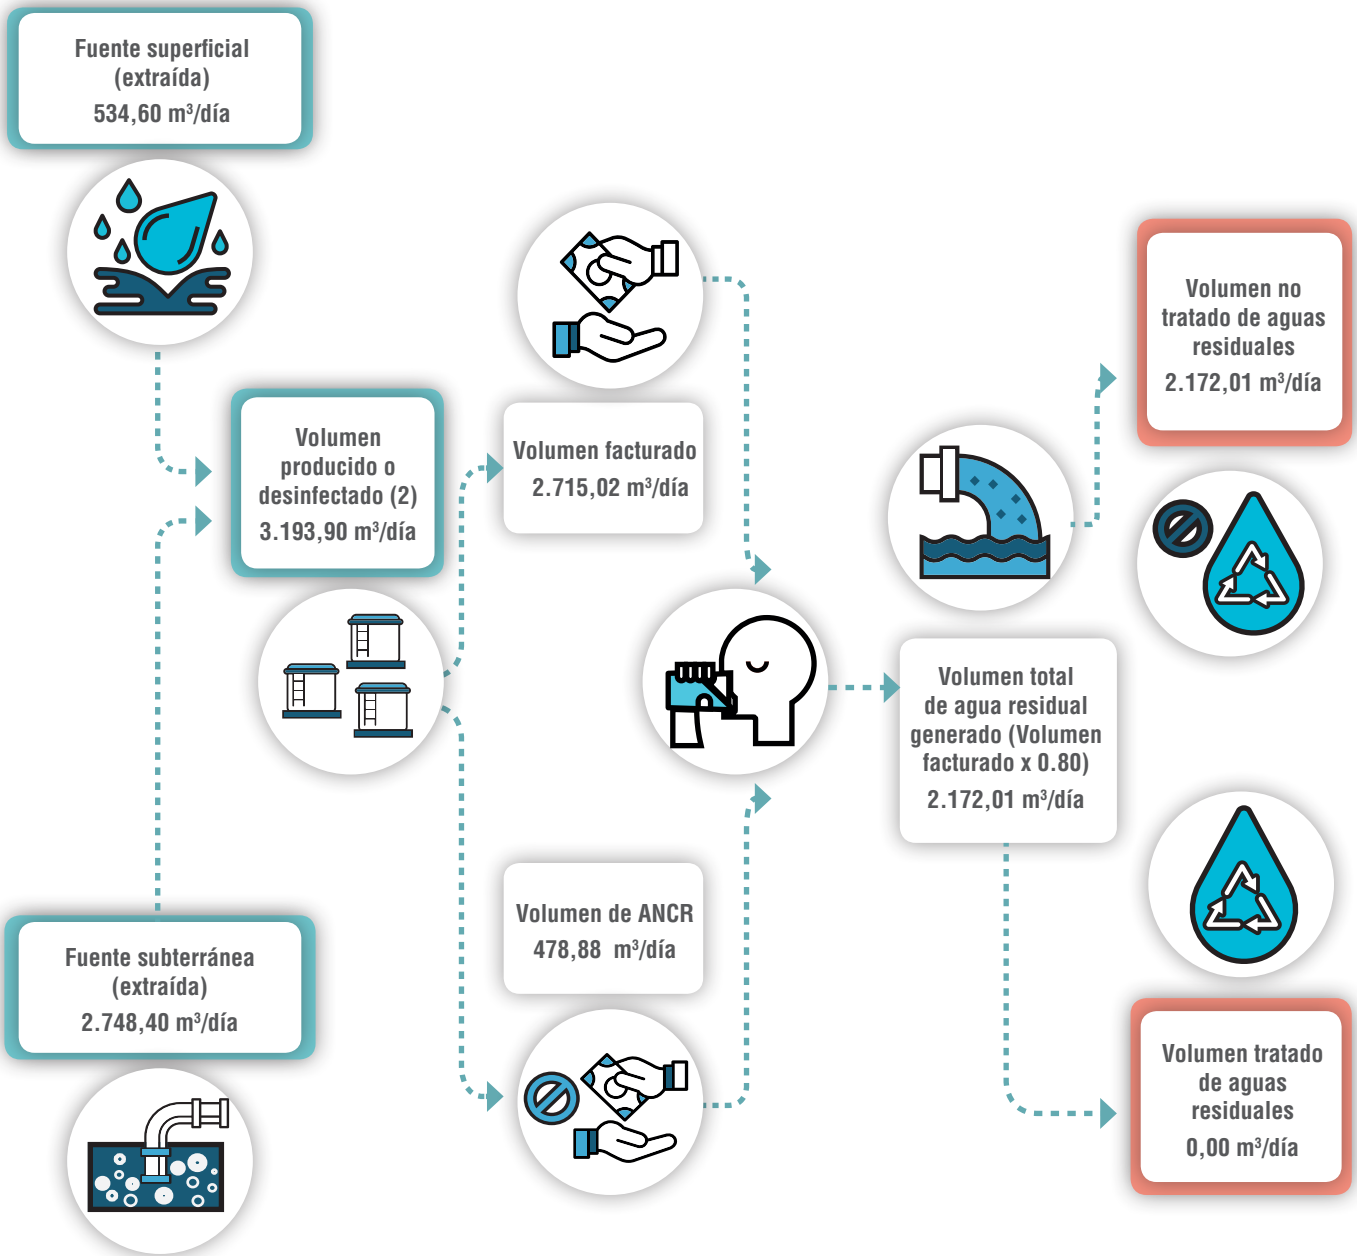 Fuente superficial
(extraída)
534,60 m³/día
Volumen
producido o
desinfectado (2)
3.193,90 m³/día
Fuente subterránea
(extraída)
2.748,40 m³/día
Volumen facturado
2.715,02 m³/día
Volumen de ANCR
478,88 m³/día
Volumen total
de agua residual
generado (Volumen
facturado x 0.80)
2.172,01 m³/día
Volumen no
tratado de aguas
residuales
2.172,01 m³/día
Volumen tratado
de aguas
residuales
0,00 m³/día